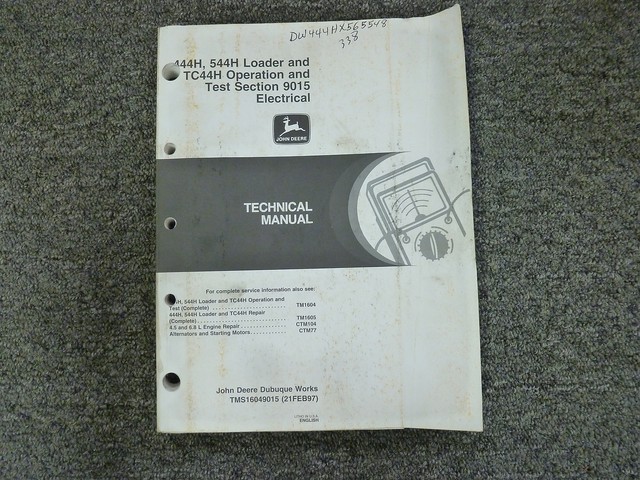 DW444HX565548
338
444H, 544H Loader and
TC44H Operation and
Test Section 9015
Electrical
JOHN DEERE
TECHNICAL
MANUAL
For complete service information also see:
H, 544H Loader and TC44H Operation and
Test (Complete) . . . . . . . . . . . . . . . . . . . . . . . . TM1604
444H, 544H Loader and TC44H Repair
(Complete). . . . . . . . . . . . . . . . . . . . . . . . . . . . TM1605
4.5 and 6.8 L Engine Repair . . . . . . . . . . . . . . CTM104
Alternators and Starting Motors. . . . . . . . . . . CTM77
John Deere Dubuque Works
TMS16049015 (21FEB97)
LITHO IN U.S.A.
ENGLISH